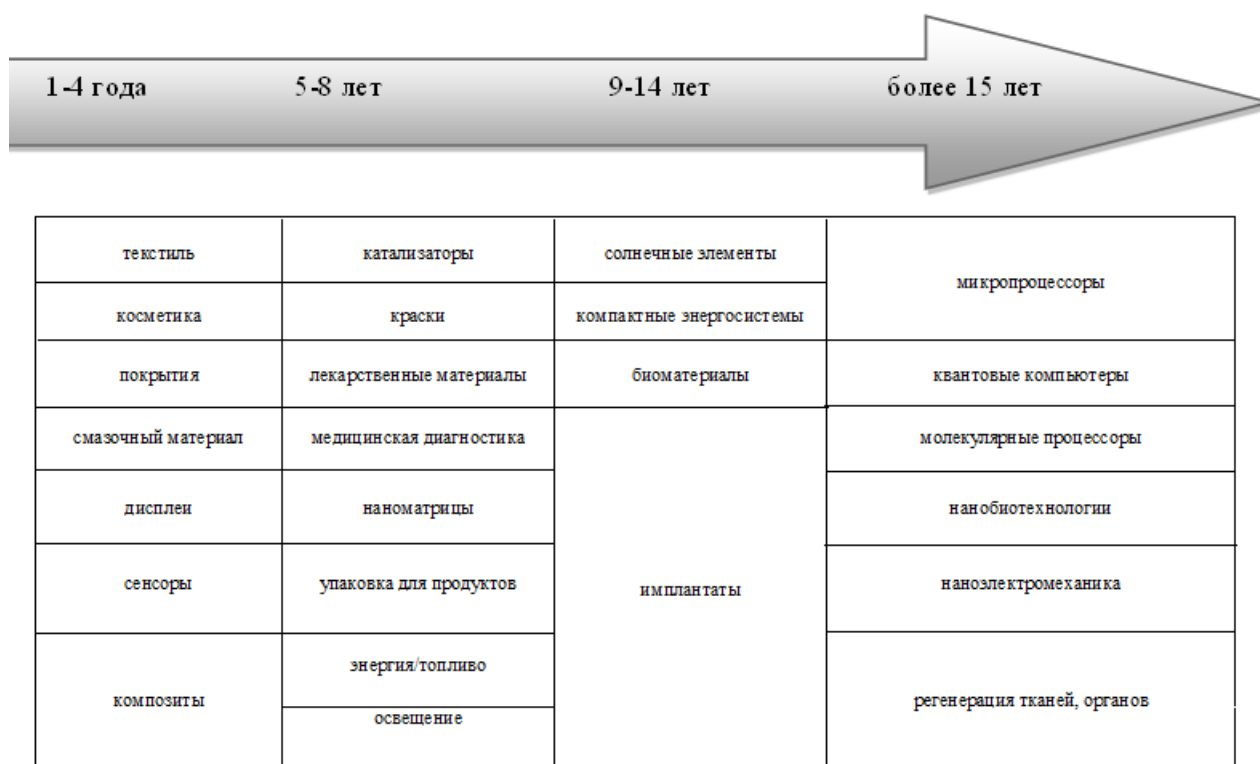 1-4 года 5-8 лет 9-14 лет более 15 лет
текстиль катализаторы солнечные элементы микропроцессоры
косметика краски компактные энергосистемы
покрытия лекарственные материалы биоматериалы квантовые компьютеры
смазочный материал медицинская диагностика молекулярные процессоры
дисплеи наноматрицы нанобиотехнологии
сенсоры упаковка для продуктов имплантаты наноэлектромеханика
композиты энергия/топливо регенерация тканей, органов
освещение